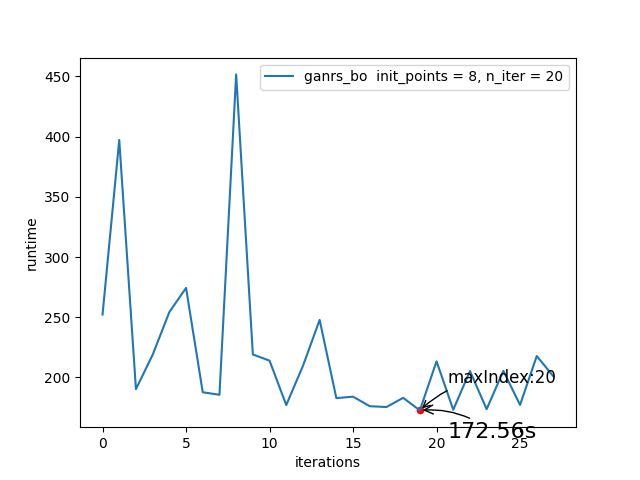 ganrs_bo  init_points = 8, n_iter = 20
450
400
350
300
250
200
runtime
maxIndex:20
172.56s
0
5
10
15
20
25
iterations